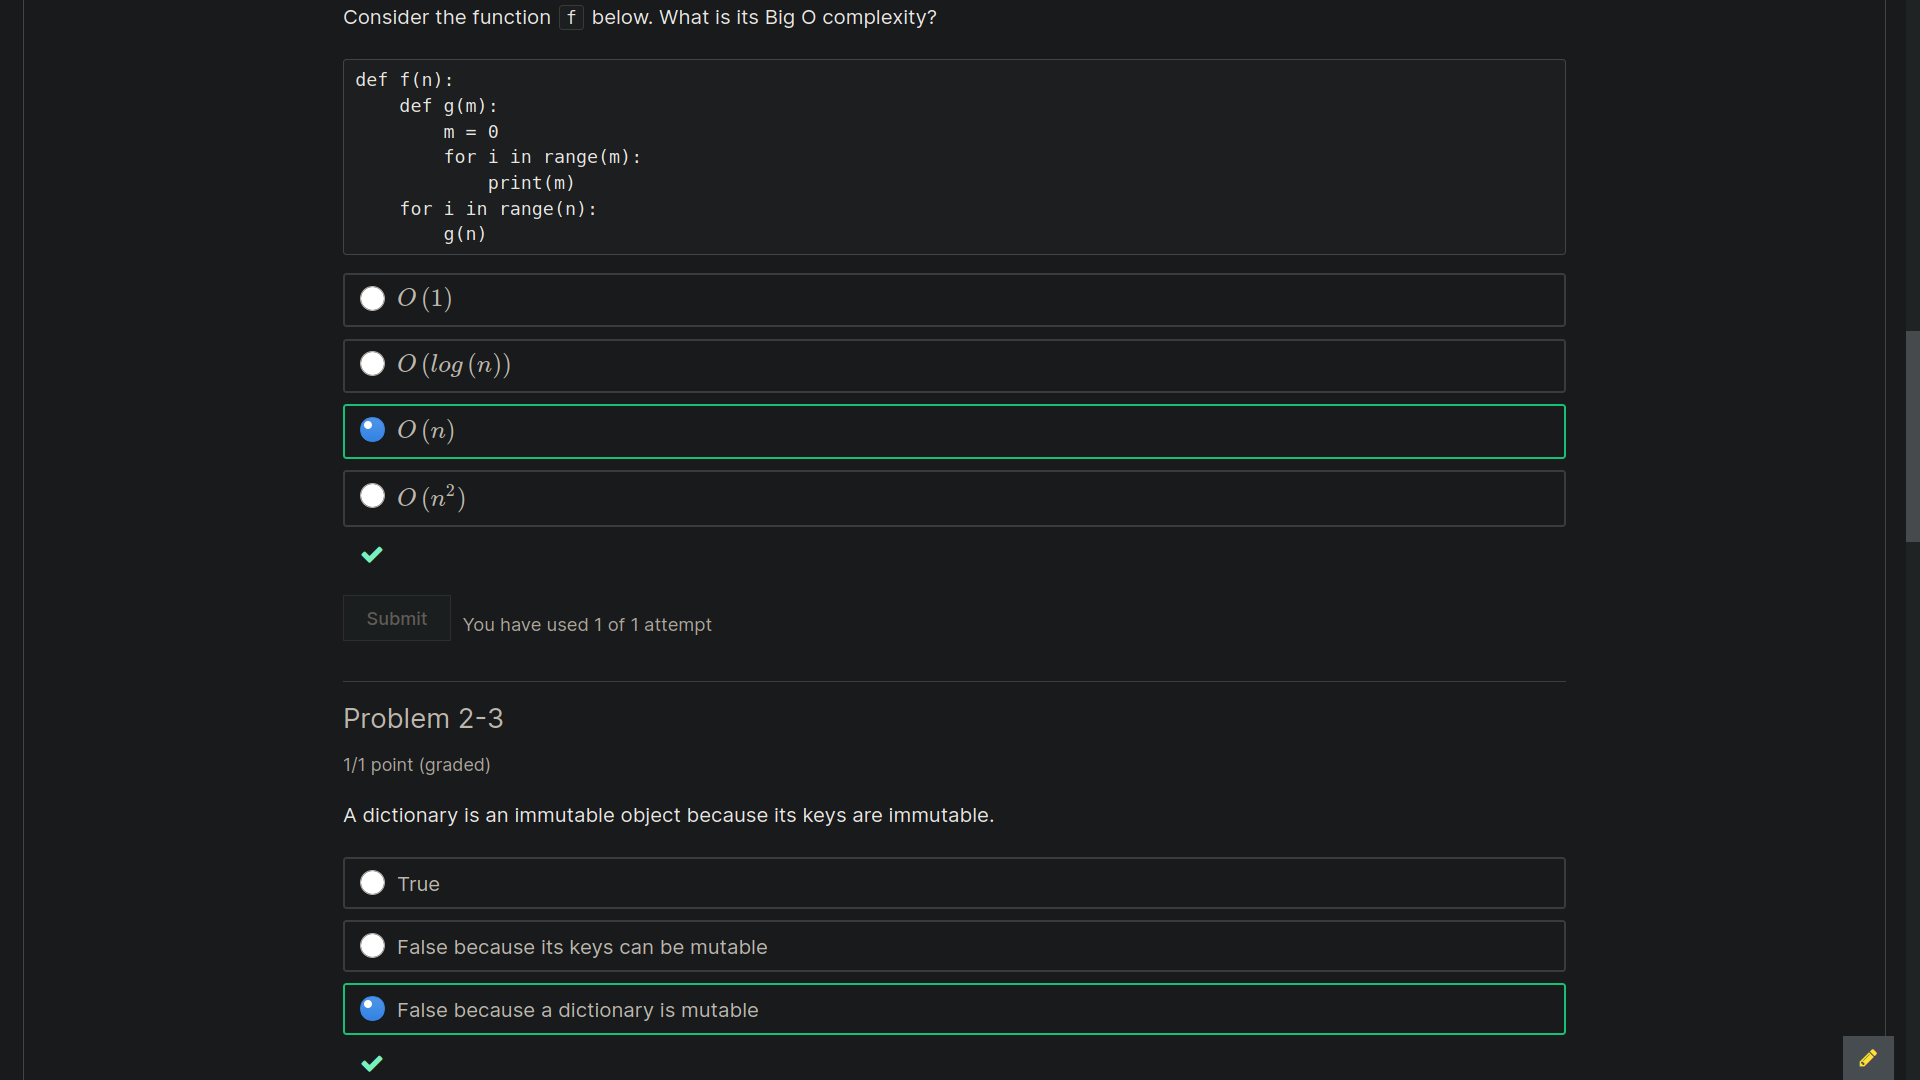 Consider the function f below. What is its Big O complexity?
def f(n):
    def g(m):
        m = 0
        for i in range(m):
            print(m)
    for i in range(n):
        g(n)
O (1)
O (log (n))
O (n)
O (n²)
Submit You have used 1 of 1 attempt
Problem 2-3
1/1 point (graded)
A dictionary is an immutable object because its keys are immutable.
True
False because its keys can be mutable
False because a dictionary is mutable